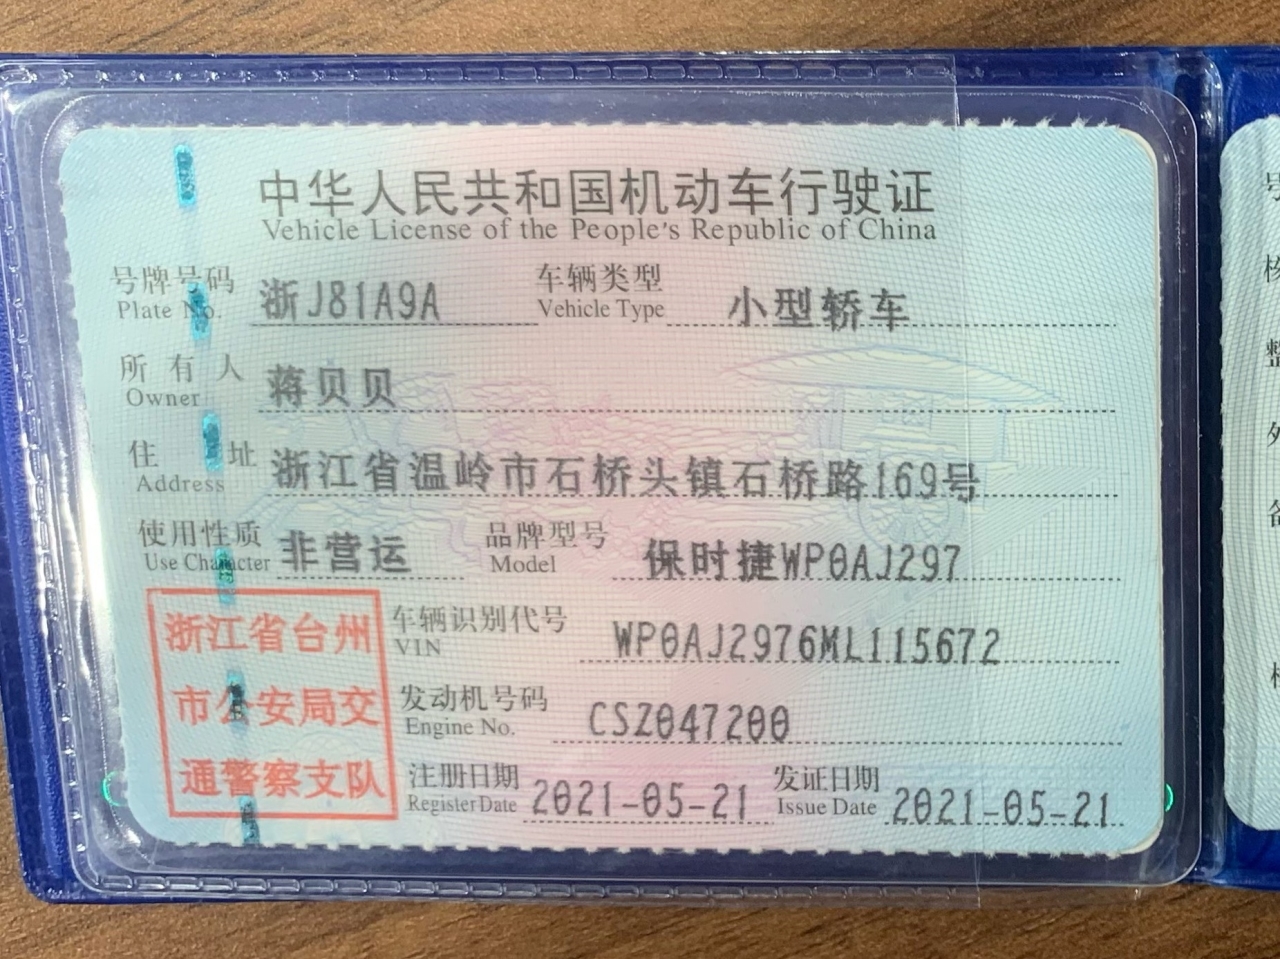 中华人民共和国机动车行驶证
Vehicle License of the People's Republic of China
号牌号码 浙J81A9A 车辆类型 小型轿车
Plate No. Vehicle Type
所有人 蒋贝贝
Owner
住址 浙江省温岭市石桥头镇石桥路169号
Address
使用性质 非营运 品牌型号 保时捷WP0AJ297
Use Character Model
浙江省台州
市公安局交
通警察支队
车辆识别代号 WP0AJ2976ML115672
VIN
发动机号码 CSZ047200
Engine No.
注册日期 2021-05-21 发证日期 2021-05-21
Register Date Issue Date